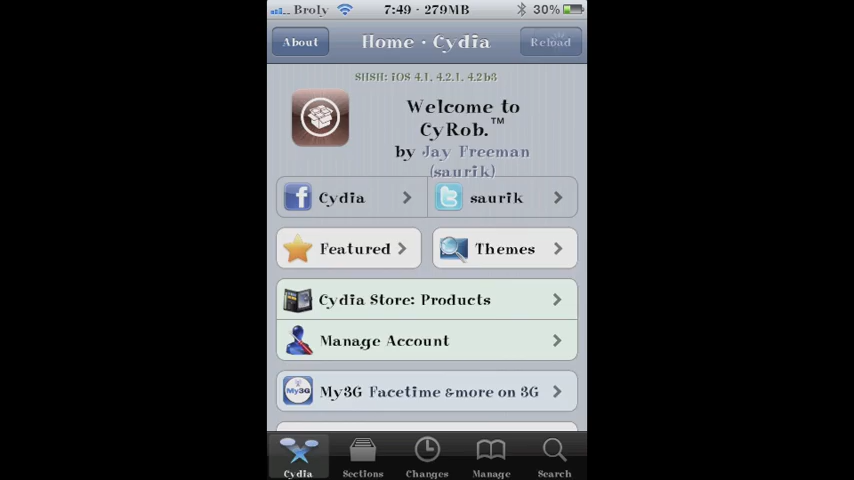 Broly 7:49 - 279MB 30%
About Home · Cydia Reload
SHSH: iOS 4.1, 4.2.1, 4.2b3
Welcome to
CyRob.™
by Jay Freeman
(saurik)
f Cydia t saurik
Featured Themes
Cydia Store: Products
Manage Account
My3G My3G Facetime &more on 3G
Cydia Sections Changes Manage Search